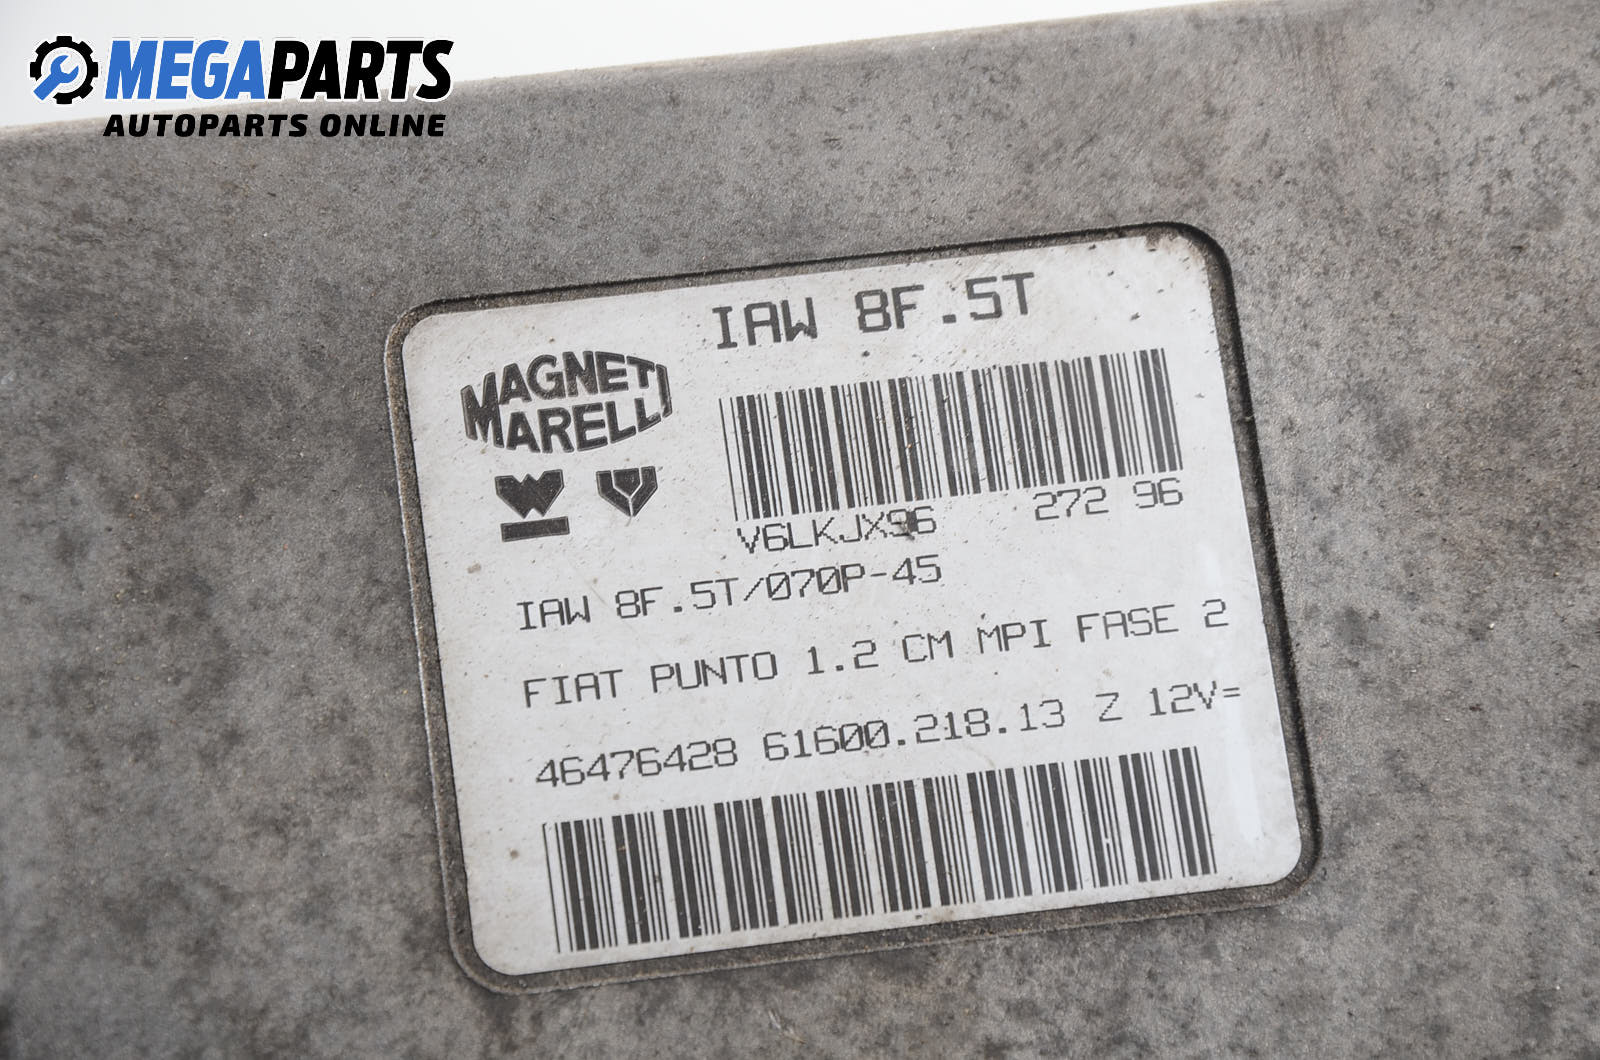 MEGAPARTS
AUTOPARTS ONLINE
IAW 8F.5T
MAGNETI
MARELLI
V6LKJX96 272 96
IAW 8F.5T/070P-45
FIAT PUNTO 1.2 CM MPI FASE 2
46476428 61600.218.13 Z 12V=